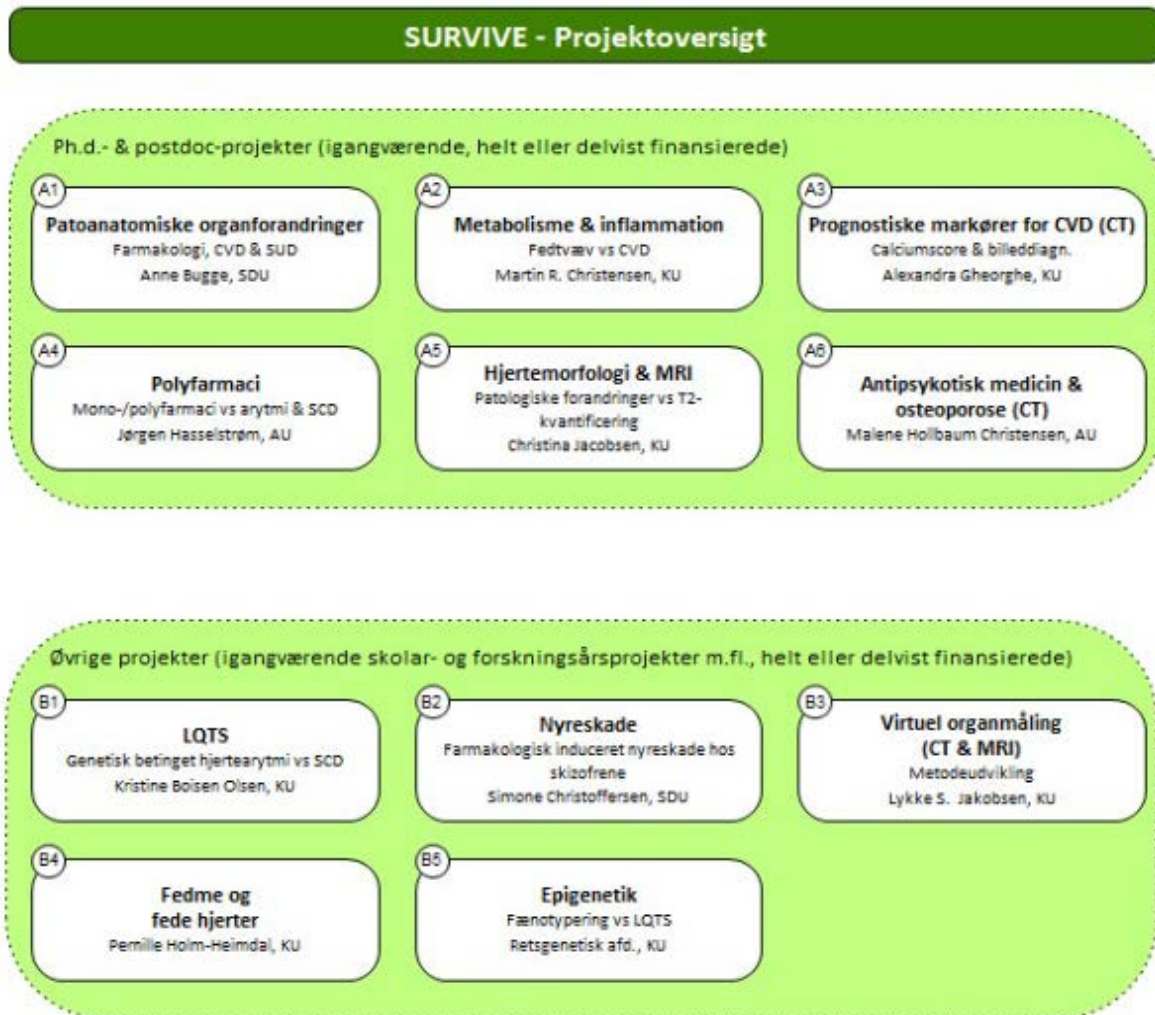 SURVIVE - Projektoversigt
Ph.d.- & postdoc-projekter (igangværende, helt eller delvist finansierede)
A1
Patoanatomiske organforandringer
Farmakologi, CVD & SUD
Anne Bugge, SDU
A2
Metabolisme & inflammation
Fedtvæv vs CVD
Martin R. Christensen, KU
A3
Prognostiske markører for CVD (CT)
Calciumscore & billeddiagn.
Alexandra Gheorghe, KU
A4
Polyfarmaci
Mono-/polyfarmaci vs arytmi & SCD
Jørgen Hasselstrøm, AU
A5
Hjertemorfologi & MRI
Patologiske forandringer vs T2-
kvantificering
Christina Jacobsen, KU
A6
Antipsykotisk medicin &
osteoporose (CT)
Malene Hollbaum Christensen, AU
Øvrige projekter (igangværende skolar- og forskningsårsprojekter m.fl., helt eller delvist finansierede)
B1
LQTS
Genetisk betinget hjertearytmi vs SCD
Kristine Boisen Olsen, KU
B2
Nyreskade
Farmakologisk induceret nyreskade hos
skizofrene
Simone Christoffersen, SDU
B3
Virtuel organmåling
(CT & MRI)
Metodeudvikling
Lykke S. Jakobsen, KU
B4
Fedme og
fede hjerter
Pernille Holm-Heimdal, KU
B5
Epigenetik
Fænotypering vs LQTS
Retsgenetisk afd., KU